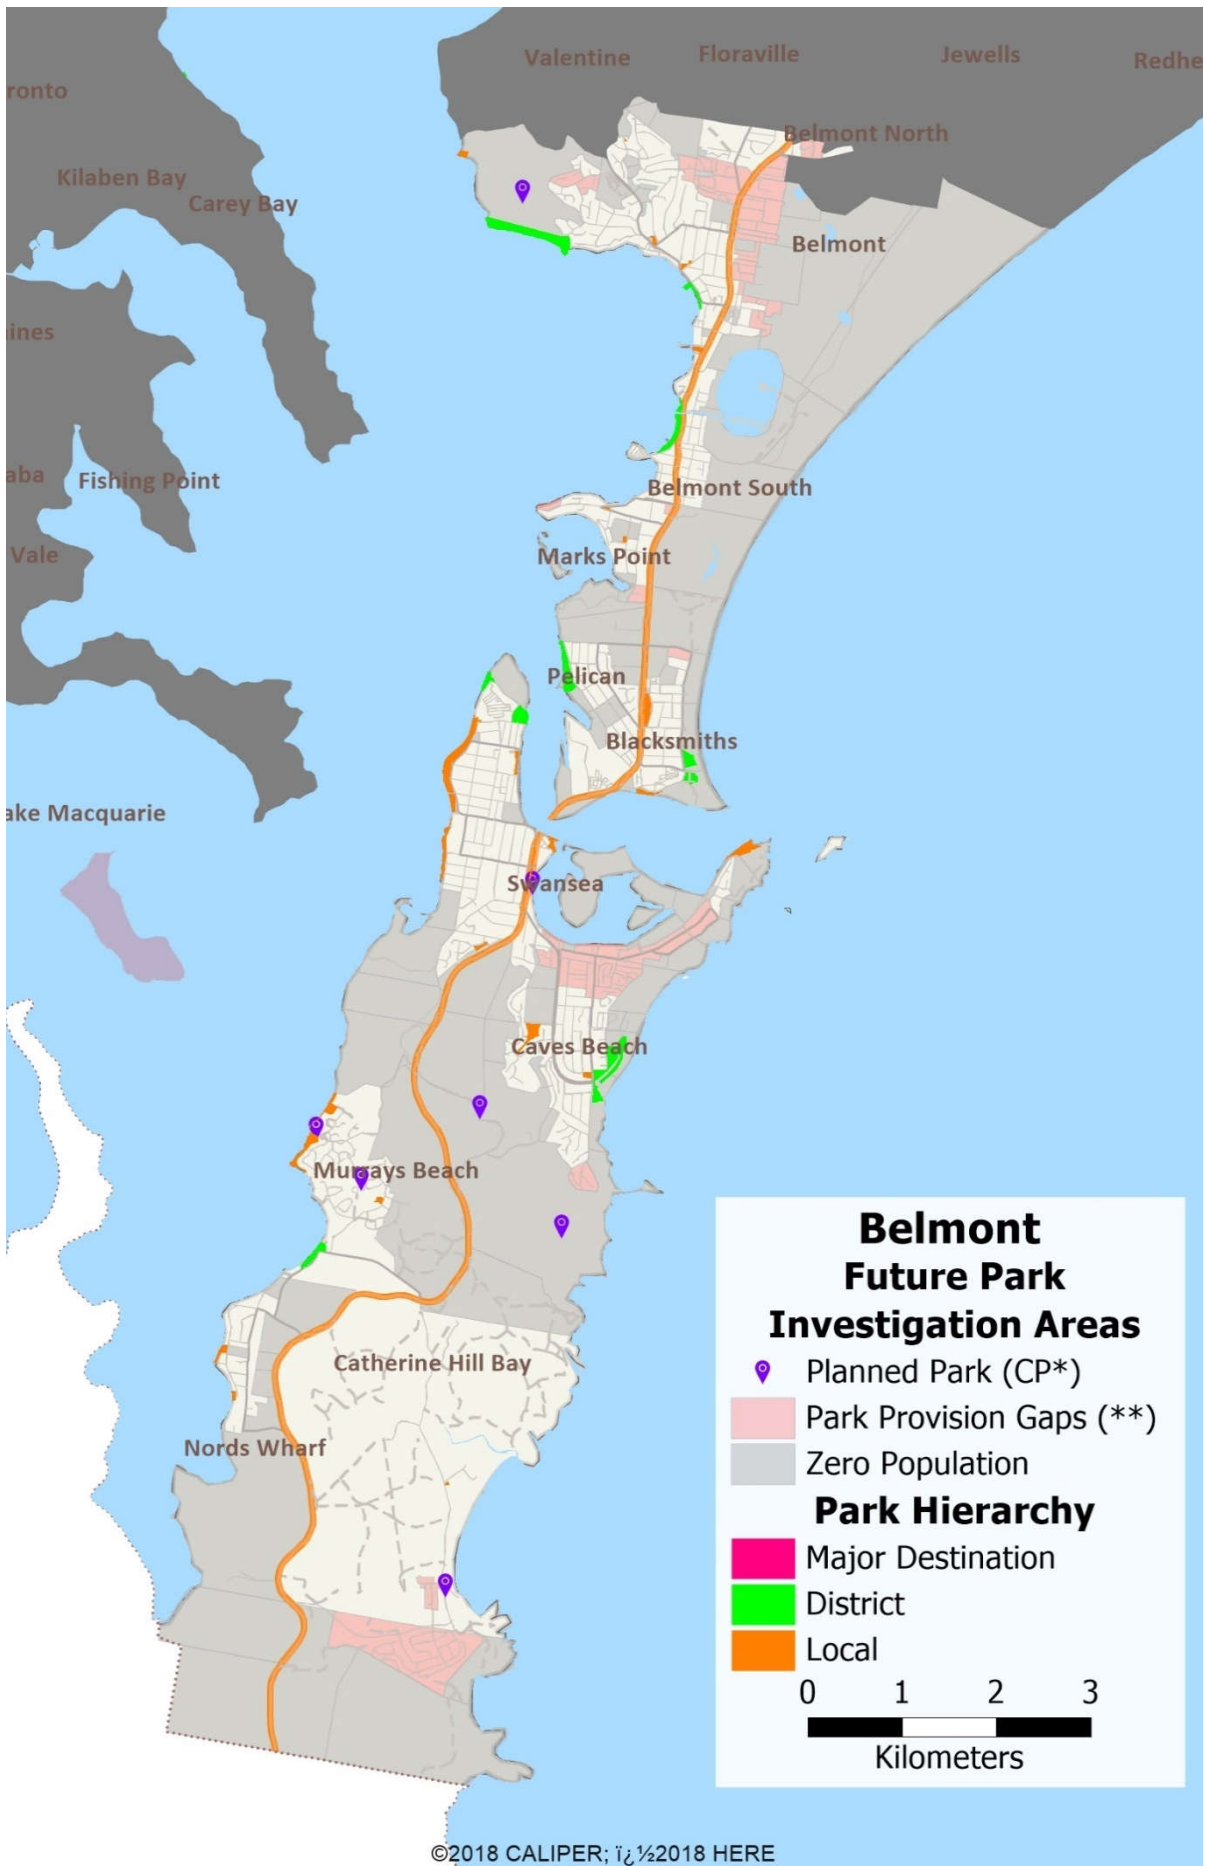 Valentine
Floraville
Jewells
Redhe
ronto
Belmont North
Kilaben Bay
Carey Bay
Belmont
ines
aba
Fishing Point
Belmont South
Vale
Marks Point
Pelican
Blacksmiths
ake Macquarie
Swansea
Caves Beach
Murrays Beach
Catherine Hill Bay
Nords Wharf
Belmont
Future Park
Investigation Areas
Planned Park (CP*)
Park Provision Gaps (**)
Zero Population
Park Hierarchy
Major Destination
District
Local
0 1 2 3
Kilometers
©2018 CALIPER; ï¿½2018 HERE